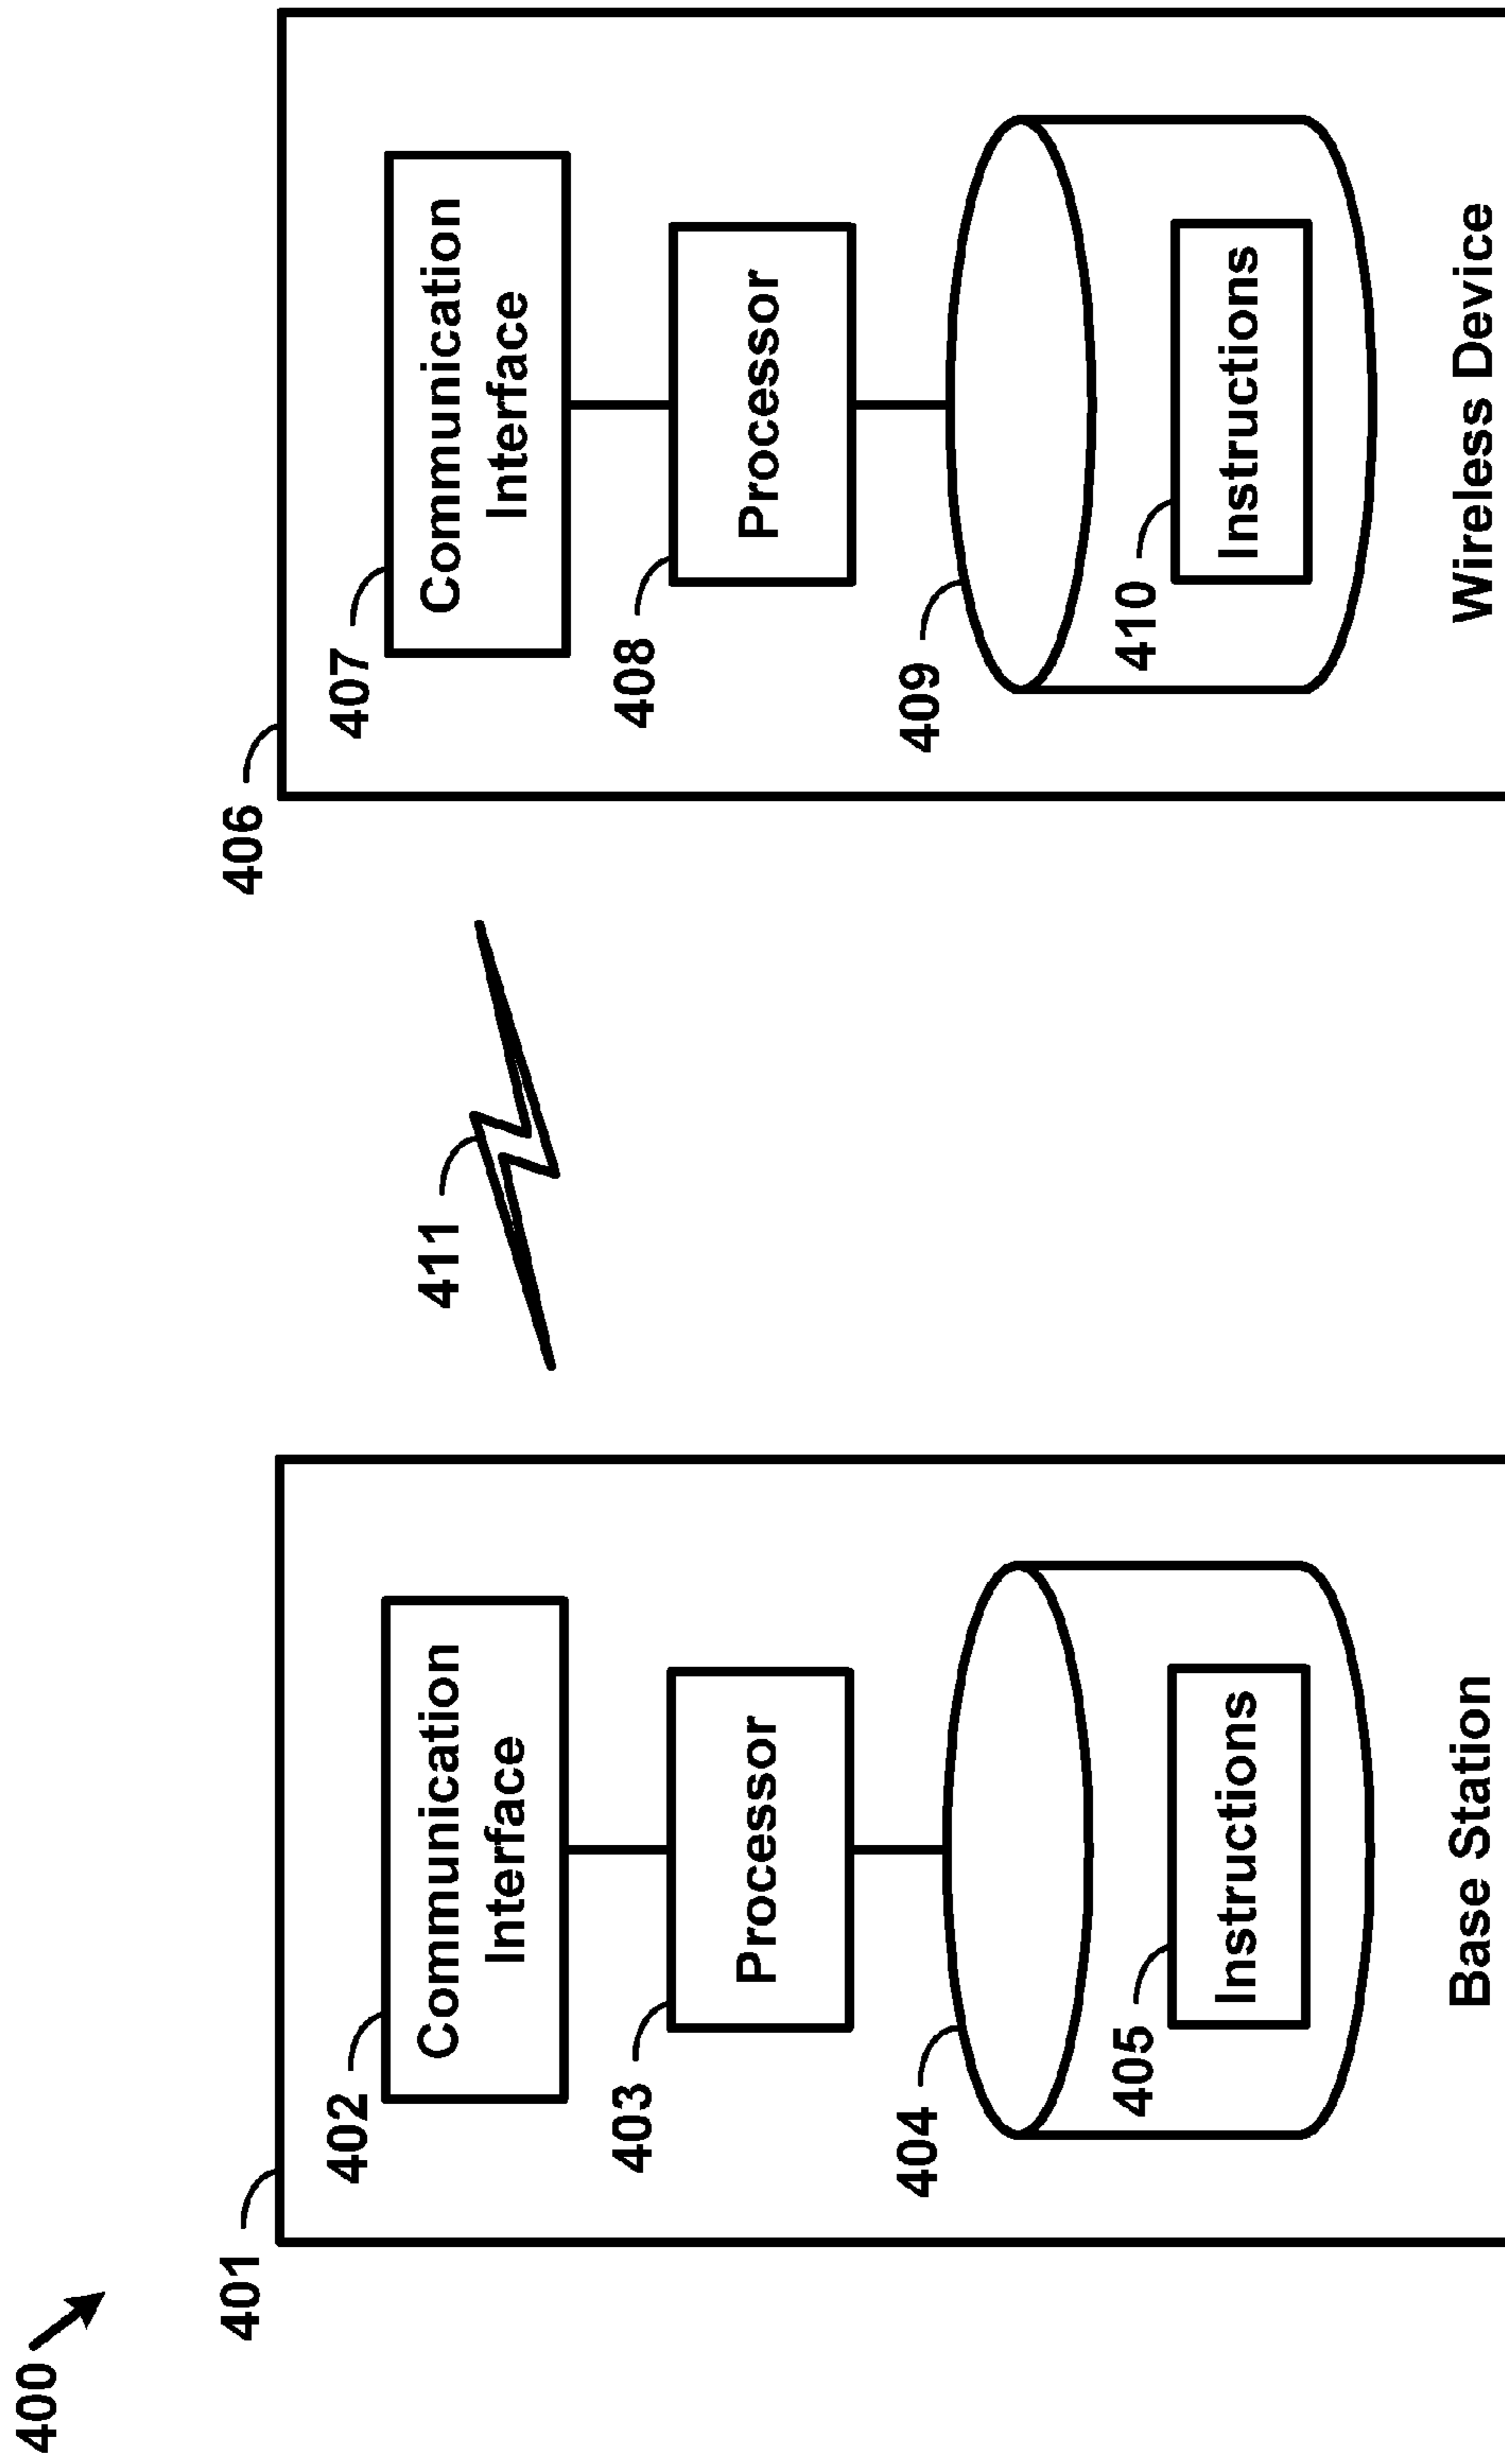 400
401
402
Communication
Interface
403
Processor
404
405
Instructions
Base Station
411
406
407
Communication
Interface
408
Processor
409
410
Instructions
Wireless Device